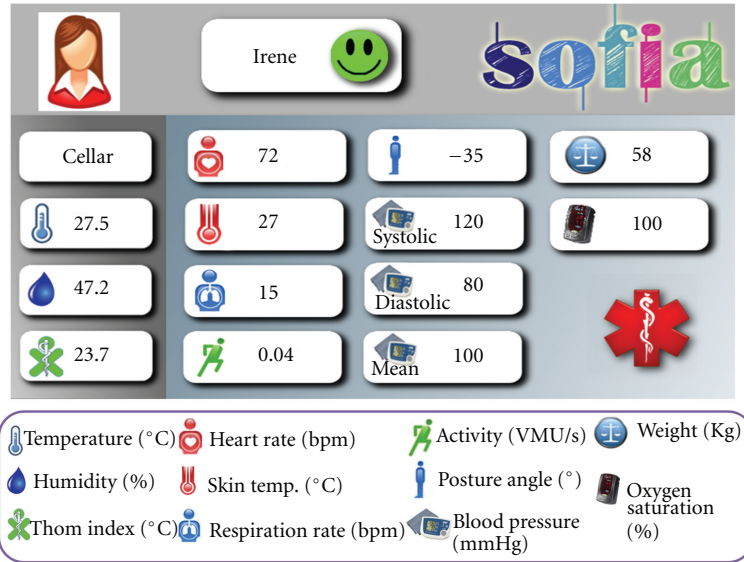 Irene
sofia
Cellar
72
−35
58
27.5
27
Systolic 120
100
47.2
15
Diastolic 80
23.7
0.04
Mean 100
Temperature (°C)
Heart rate (bpm)
Activity (VMU/s)
Weight (Kg)
Humidity (%)
Skin temp. (°C)
Posture angle (°)
Oxygen
saturation
(%)
Thom index (°C)
Respiration rate (bpm)
Blood pressure
(mmHg)